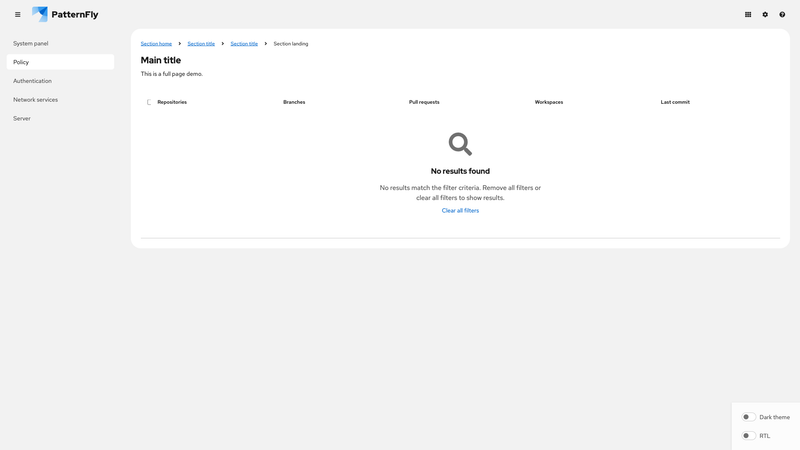 PatternFly
System panel
Policy
Authentication
Network services
Server
Section home
Section title
Section title
Section landing
Main title
This is a full page demo.
Repositories
Branches
Pull requests
Workspaces
Last commit
No results found
No results match the filter criteria. Remove all filters or
clear all filters to show results.
Clear all filters
Dark theme
RTL